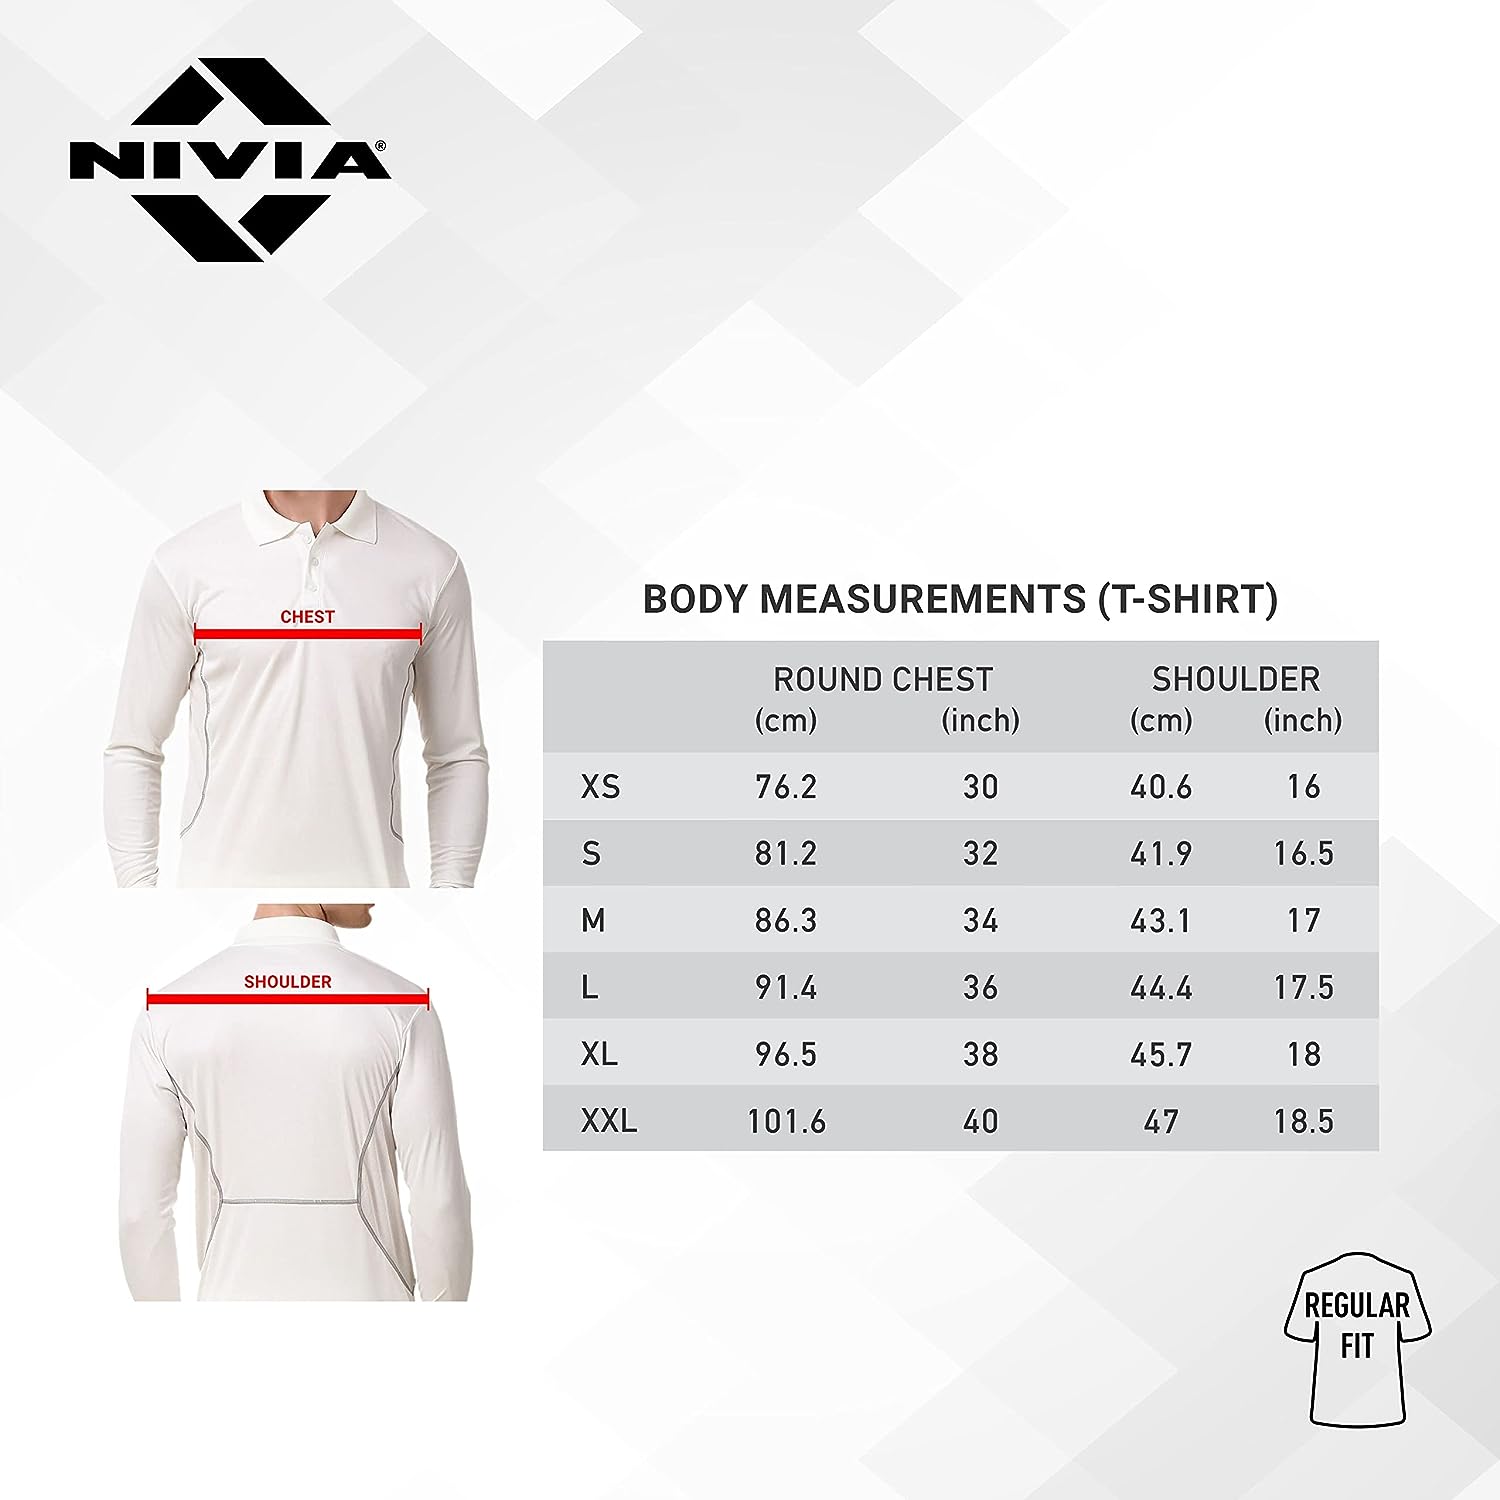 NIVIA®
CHEST
SHOULDER
BODY MEASUREMENTS (T-SHIRT)
ROUND CHEST SHOULDER
(cm) (inch) (cm) (inch)
XS 76.2 30 40.6 16
S 81.2 32 41.9 16.5
M 86.3 34 43.1 17
L 91.4 36 44.4 17.5
XL 96.5 38 45.7 18
XXL 101.6 40 47 18.5
REGULAR
FIT